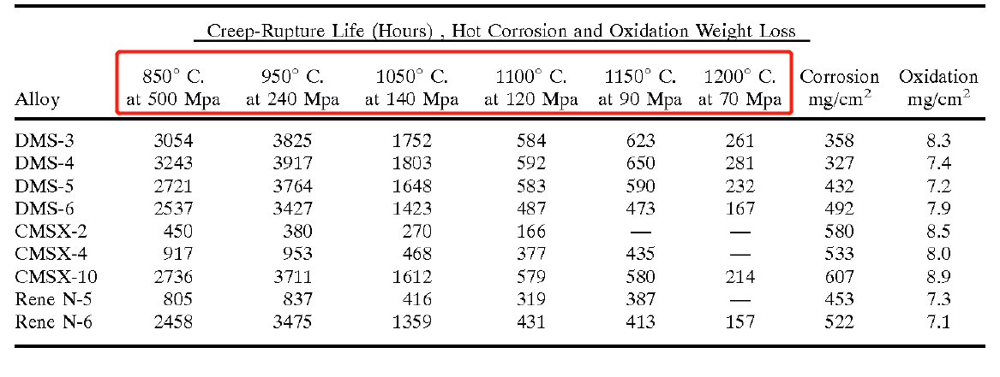 Creep-Rupture Life (Hours) , Hot Corrosion and Oxidation Weight Loss
850° C. 950° C. 1050° C. 1100° C. 1150° C. 1200° C. Corrosion Oxidation
Alloy at 500 Mpa at 240 Mpa at 140 Mpa at 120 Mpa at 90 Mpa at 70 Mpa mg/cm² mg/cm²
DMS-3 3054 3825 1752 584 623 261 358 8.3
DMS-4 3243 3917 1803 592 650 281 327 7.4
DMS-5 2721 3764 1648 583 590 232 432 7.2
DMS-6 2537 3427 1423 487 473 167 492 7.9
CMSX-2 450 380 270 166 — — 580 8.5
CMSX-4 917 953 468 377 435 — 533 8.0
CMSX-10 2736 3711 1612 579 580 214 607 8.9
Rene N-5 805 837 416 319 387 — 453 7.3
Rene N-6 2458 3475 1359 431 413 157 522 7.1